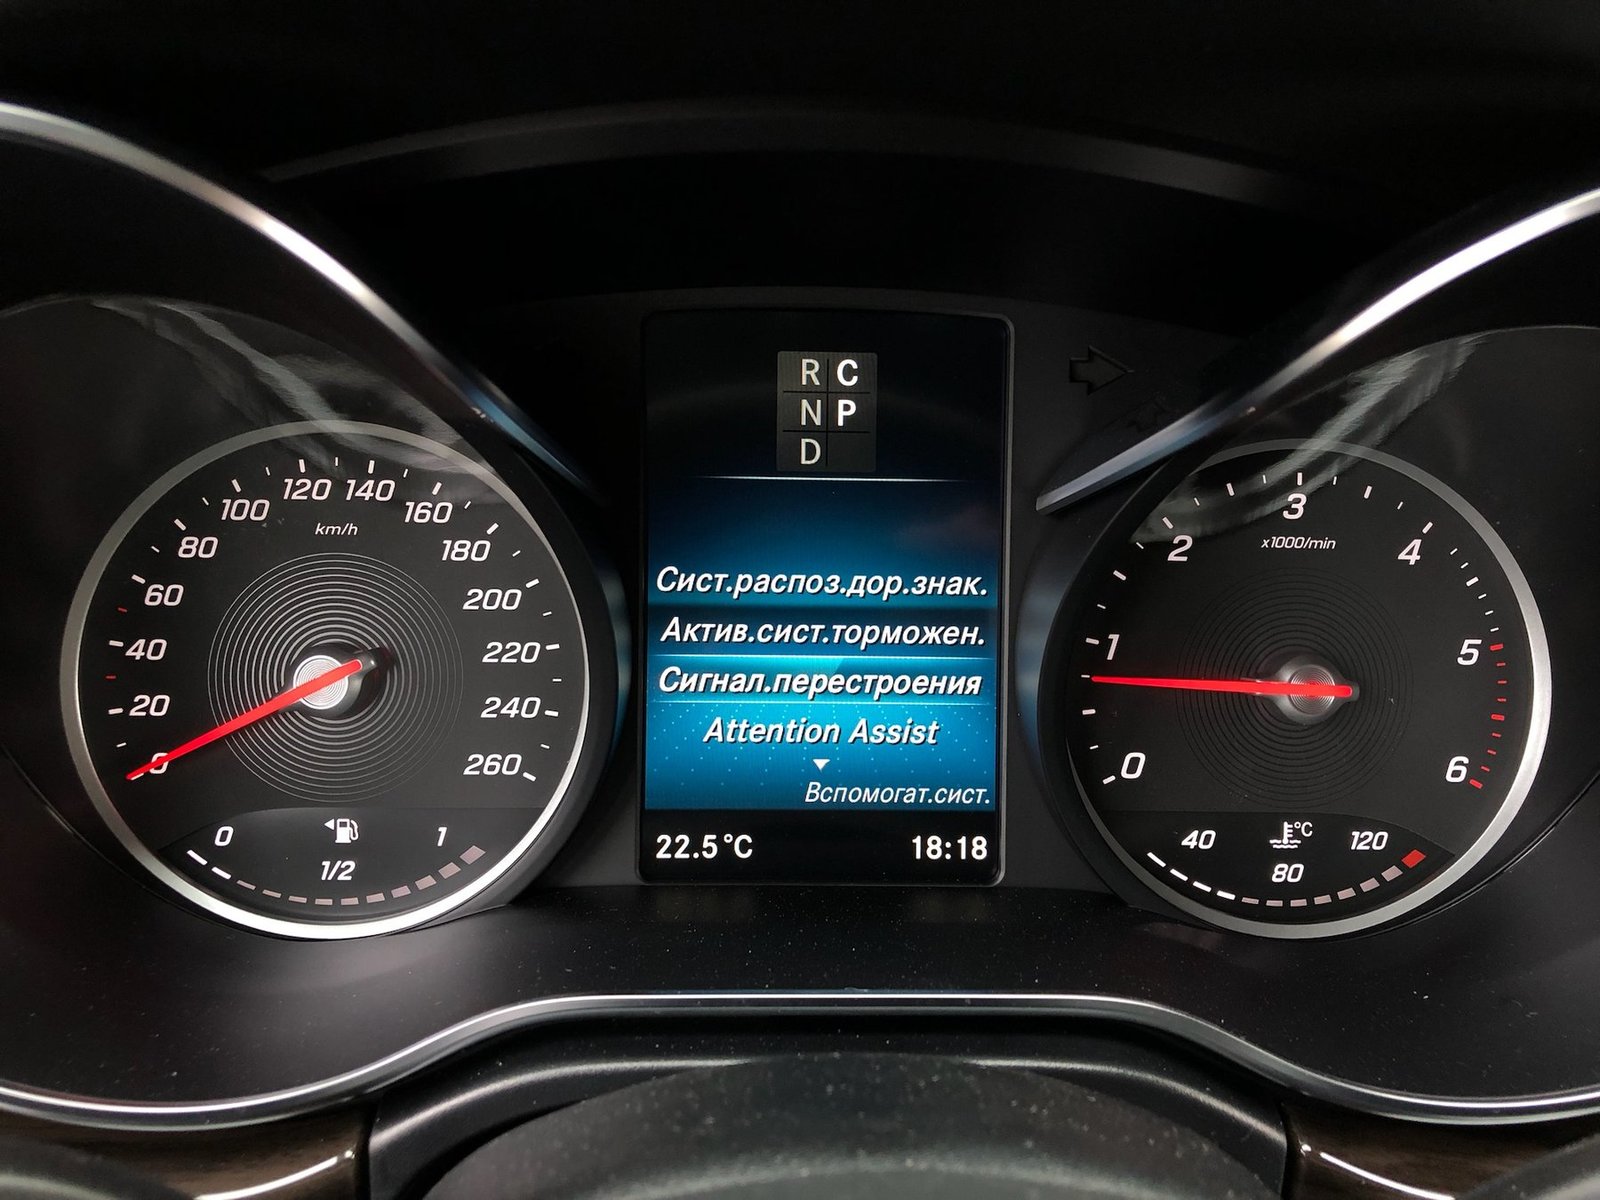 120 140
100 160
km/h
80 180
60 200
40 220
20 240
0 260
0 1
1/2
R C
N P
D
Сист.распоз.дор.знак.
Актив.сист.торможен.
Сигнал.перестроения
Attention Assist
Вспомогат.сист.
22.5°C 18:18
3
2 4
x1000/min
1 5
0 6
40 °C 120
80